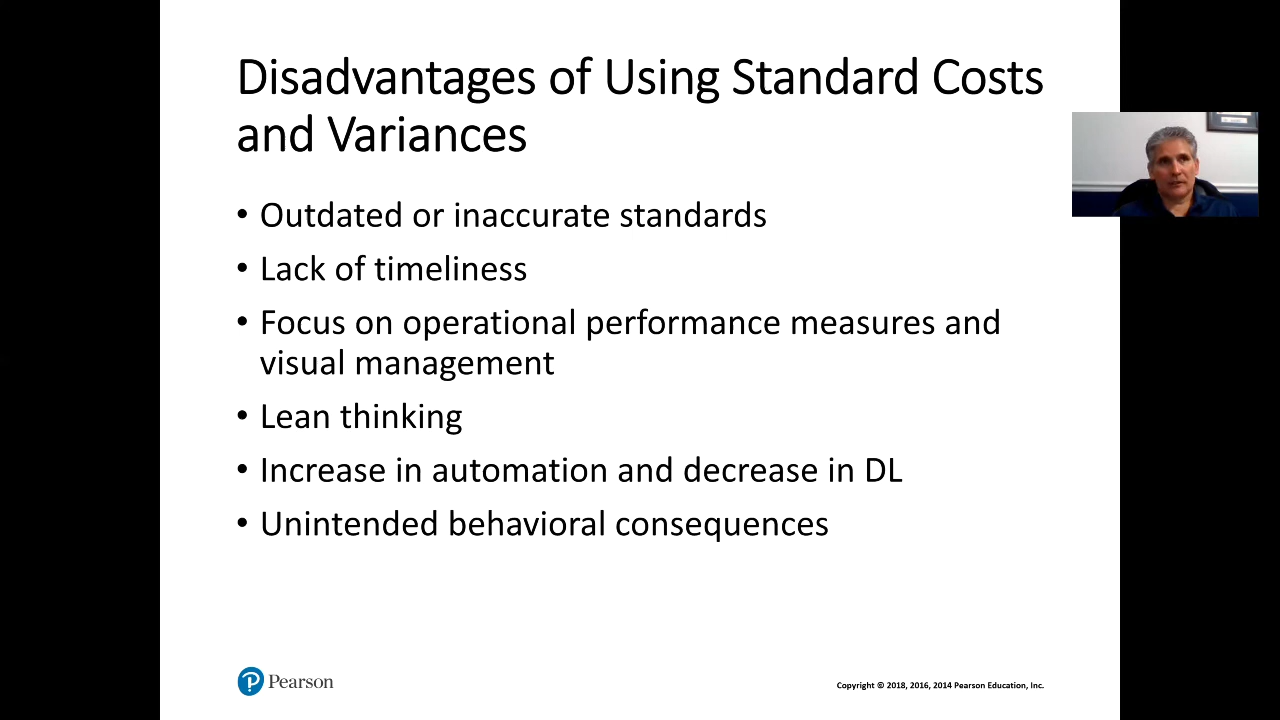 Disadvantages of Using Standard Costs
and Variances
• Outdated or inaccurate standards
• Lack of timeliness
• Focus on operational performance measures and
visual management
• Lean thinking
• Increase in automation and decrease in DL
• Unintended behavioral consequences
P Pearson
Copyright © 2018, 2016, 2014 Pearson Education, Inc.